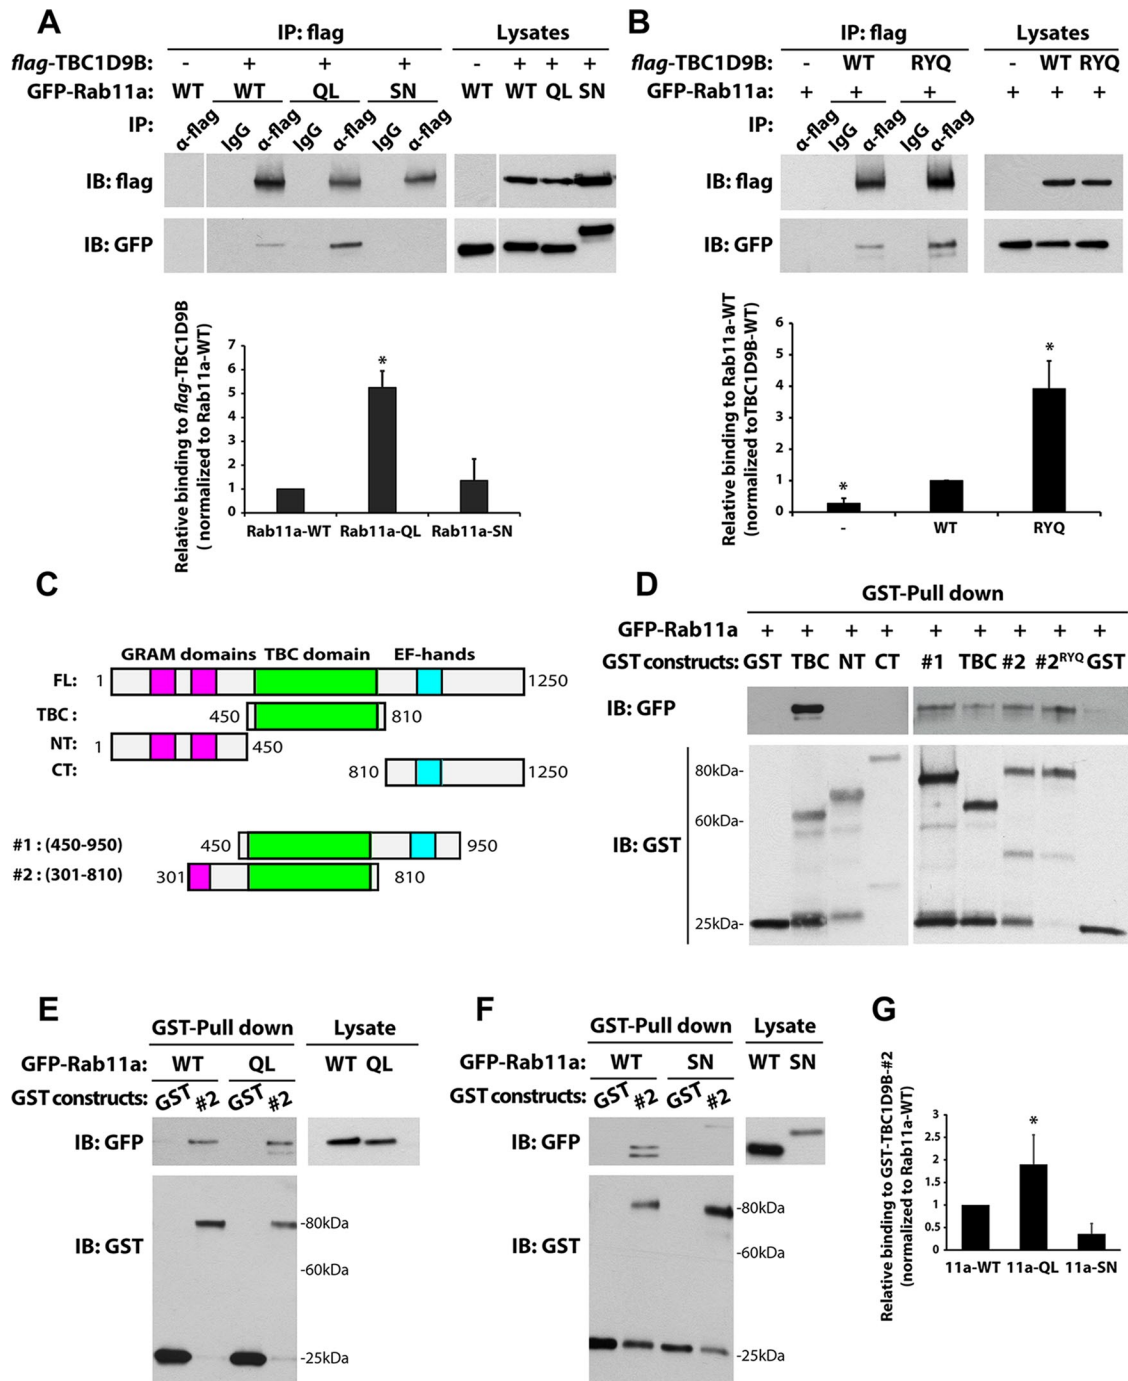 A
IP: flag Lysates
flag-TBC1D9B: - + + + - + + +
GFP-Rab11a: WT WT QL SN WT WT QL SN
IP: α-flag IgG α-flag IgG α-flag IgG α-flag
IB: flag
IB: GFP
Relative binding to flag-TBC1D9B
( normalized to Rab11a-WT)
7
6
5
4
3
2
1
0
*
Rab11a-WT Rab11a-QL Rab11a-SN
B
IP: flag Lysates
flag-TBC1D9B: - WT RYQ - WT RYQ
GFP-Rab11a: + + + + + +
IP: α-flag IgG α-flag IgG α-flag
IB: flag
IB: GFP
Relative binding to Rab11a-WT
(normalized toTBC1D9B-WT)
6
5
4
3
2
1
0
* *
- WT RYQ
C
GRAM domains TBC domain EF-hands
FL: 1 1250
TBC : 450 810
NT: 1 450
CT: 810 1250
#1 : (450-950) 450 950
#2 : (301-810) 301 810
D
GST-Pull down
GFP-Rab11a + + + + + + + + +
GST constructs: GST TBC NT CT #1 TBC #2 #2RYQ GST
IB: GFP
IB: GST
80kDa-
60kDa-
25kDa-
E
GST-Pull down Lysate
GFP-Rab11a: WT QL WT QL
GST constructs: GST #2 GST #2
IB: GFP
IB: GST
-80kDa
-60kDa
-25kDa
F
GST-Pull down Lysate
GFP-Rab11a: WT SN WT SN
GST constructs: GST #2 GST #2
IB: GFP
IB: GST
-80kDa
-60kDa
-25kDa
G
Relative binding to GST-TBC1D9B-#2
(normalized to Rab11a-WT)
3
2.5
2
1.5
1
0.5
0
*
11a-WT 11a-QL 11a-SN